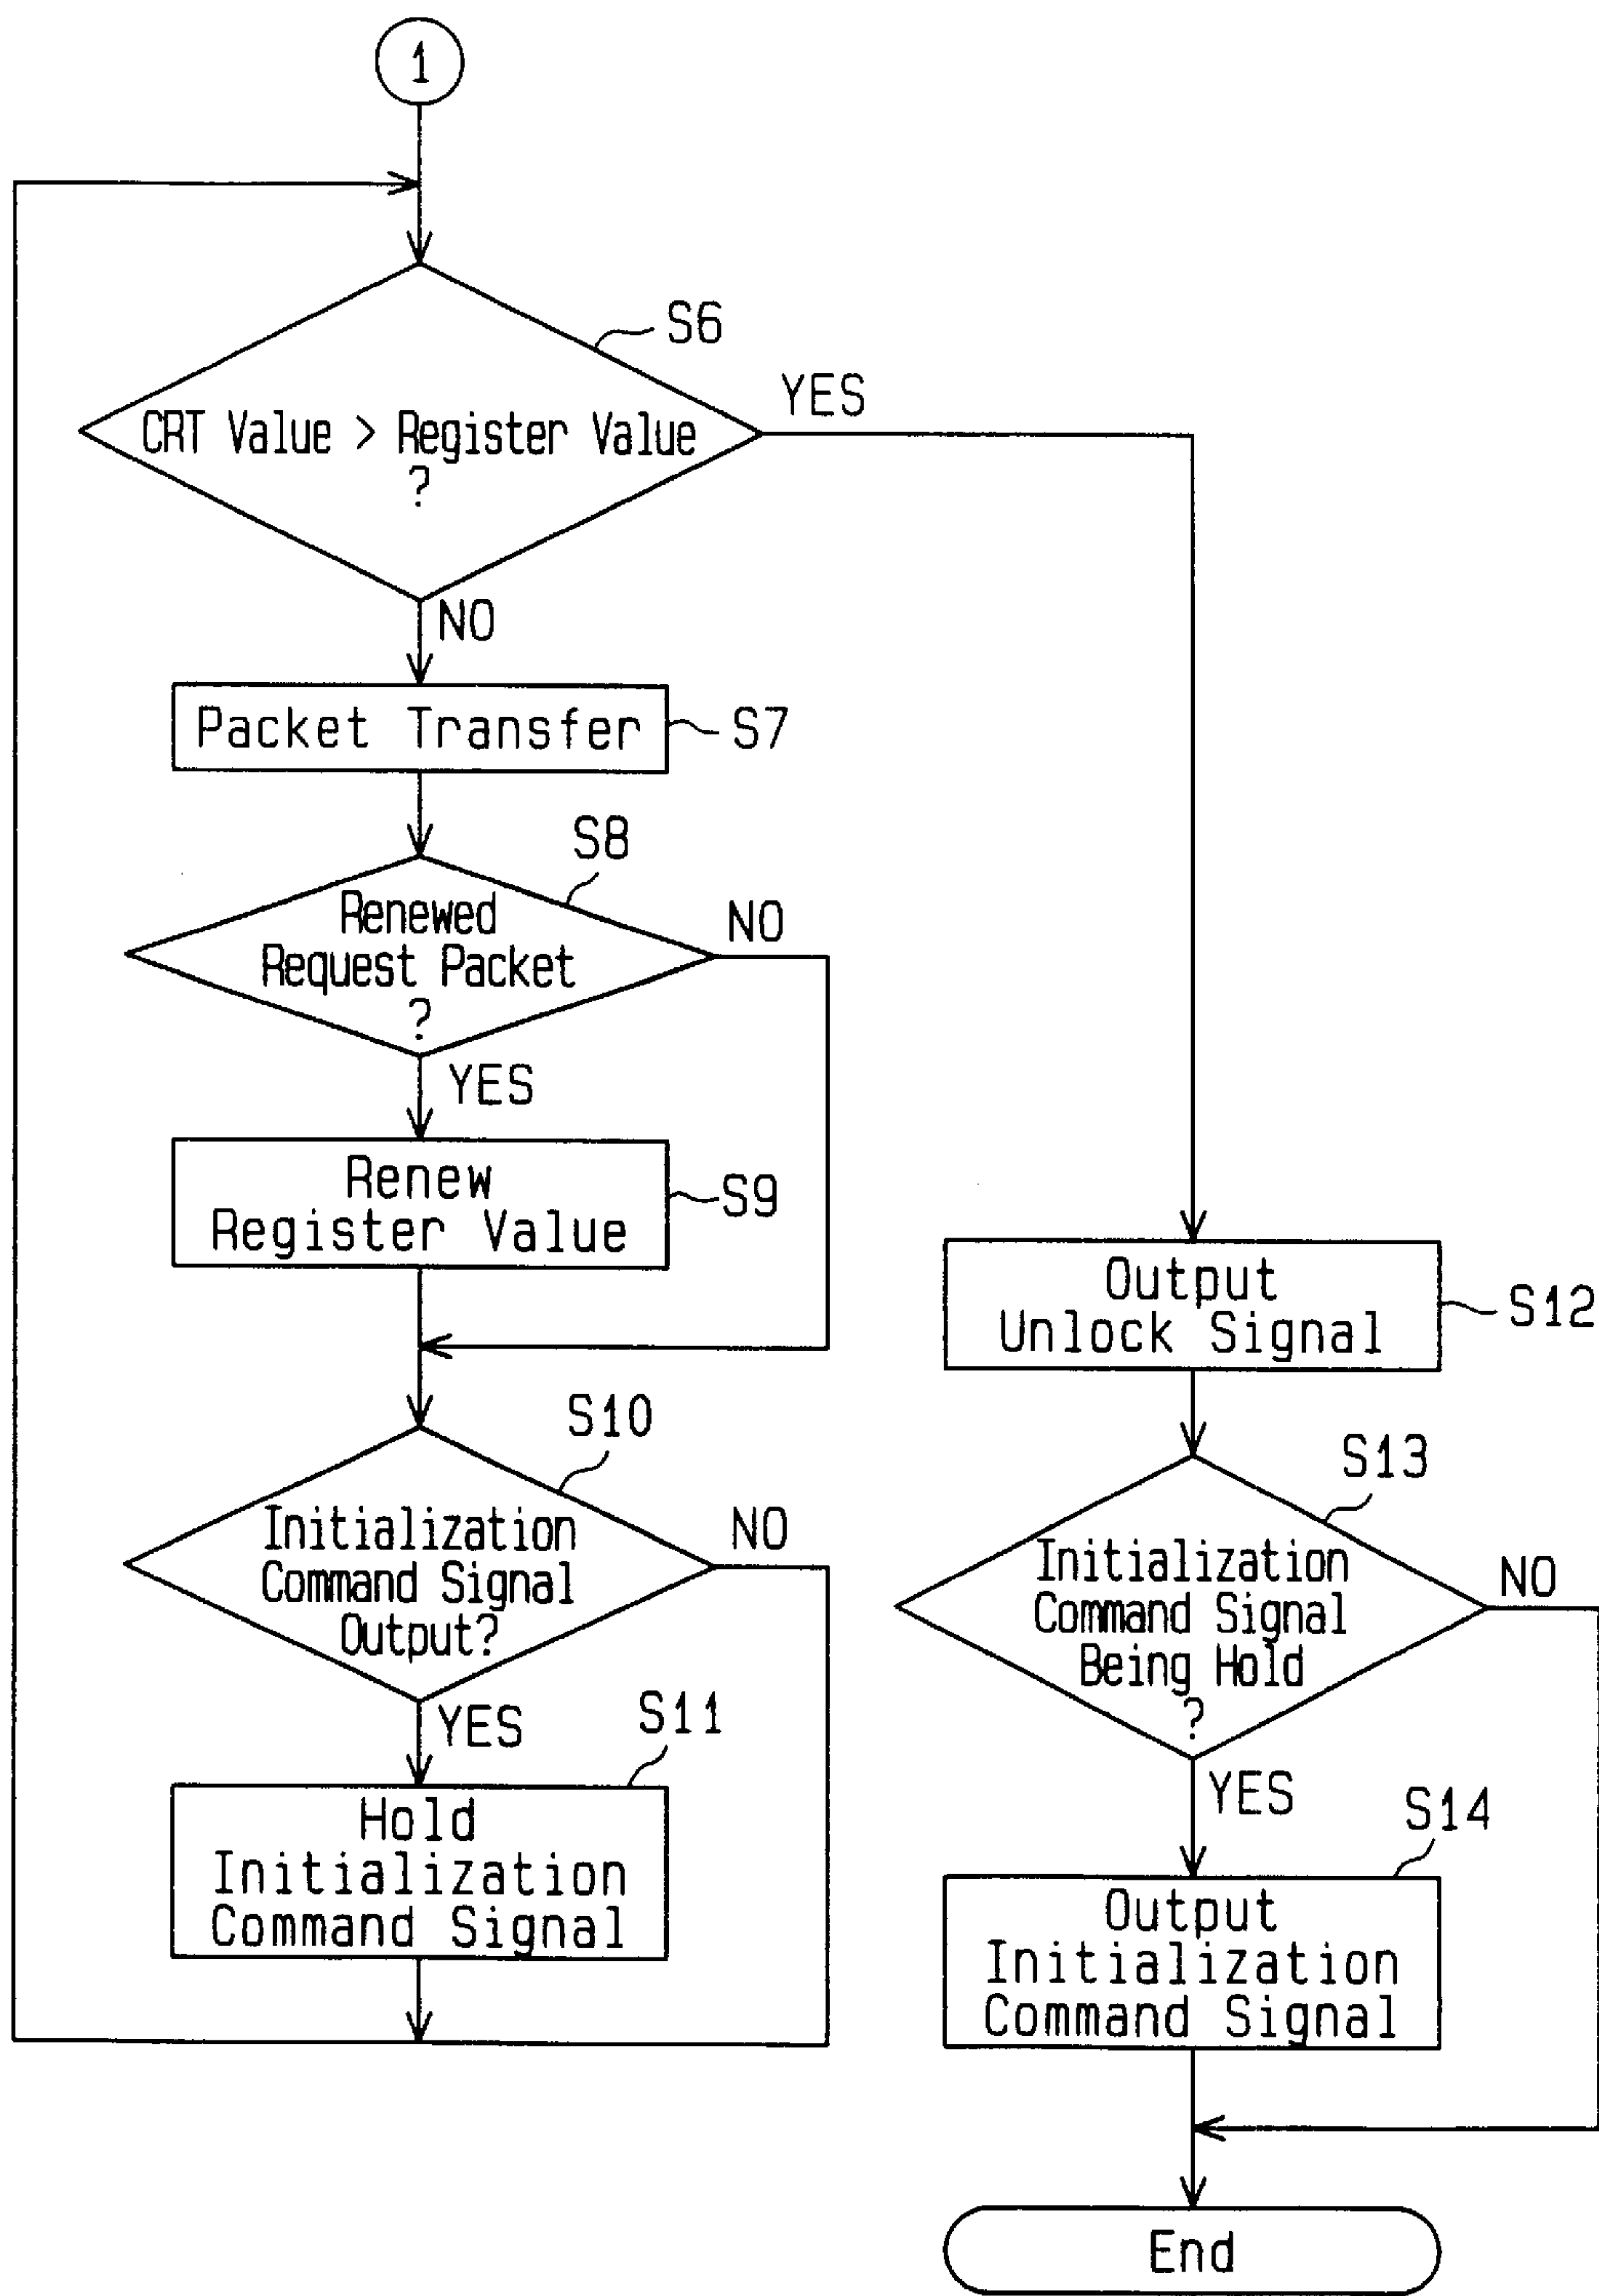 1
S6
YES
CRT Value > Register Value
?
NO
Packet Transfer
S7
S8
Renewed
Request Packet
?
NO
YES
Renew
Register Value
S9
S10
Initialization
Command Signal
Output?
NO
YES
S11
Hold
Initialization
Command Signal
Output
Unlock Signal
S12
S13
Initialization
Command Signal
Being Hold
?
NO
YES
S14
Output
Initialization
Command Signal
End